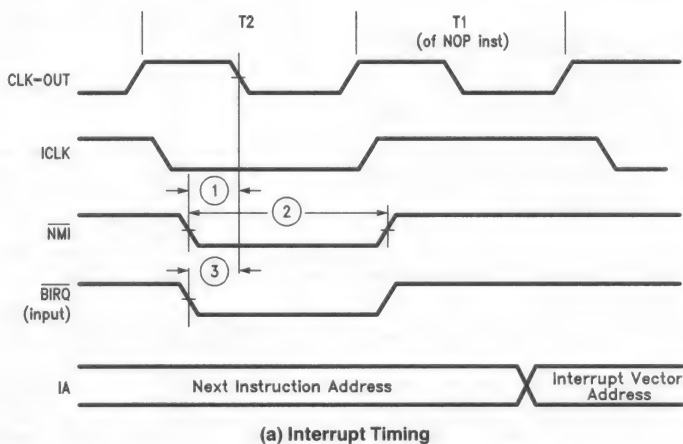 T2
T1
(of NOP inst)
CLK-OUT
ICLK
1
2
NMI
3
BIRQ
(input)
IA
Next Instruction Address
Interrupt Vector
Address
(a) Interrupt Timing